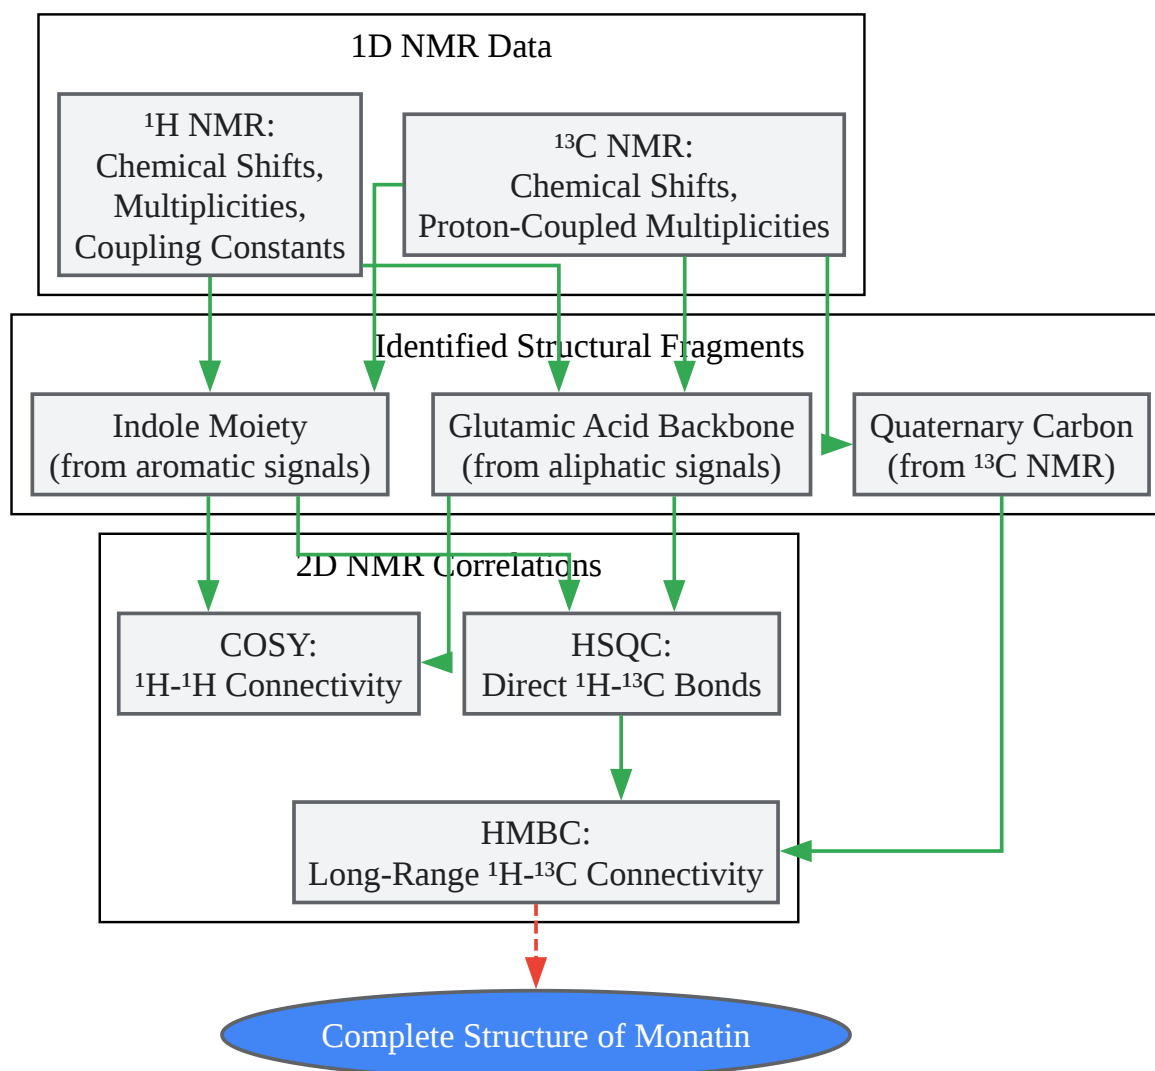 1D NMR Data
¹H NMR:
Chemical Shifts,
Multiplicities,
Coupling Constants
¹³C NMR:
Chemical Shifts,
Proton-Coupled Multiplicities
Identified Structural Fragments
Indole Moiety
(from aromatic signals)
Glutamic Acid Backbone
(from aliphatic signals)
Quaternary Carbon
(from ¹³C NMR)
2D NMR Correlations
COSY:
¹H-¹H Connectivity
HSQC:
Direct ¹H-¹³C Bonds
HMBC:
Long-Range ¹H-¹³C Connectivity
Complete Structure of Monatin